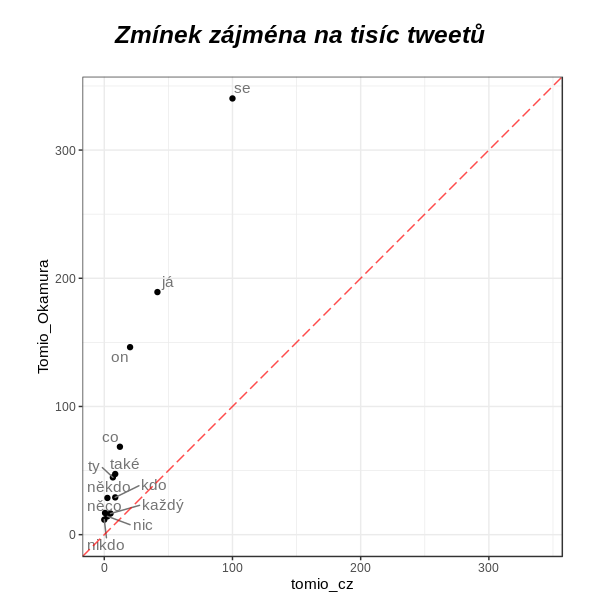 Zmínek zájména na tisíc tweetů
se
300
já
200
Tomio_Okamura
on
100
co
ty
také
někdo
kdo
něco
každý
nic
0
nikdo
0
100
200
300
tomio_cz